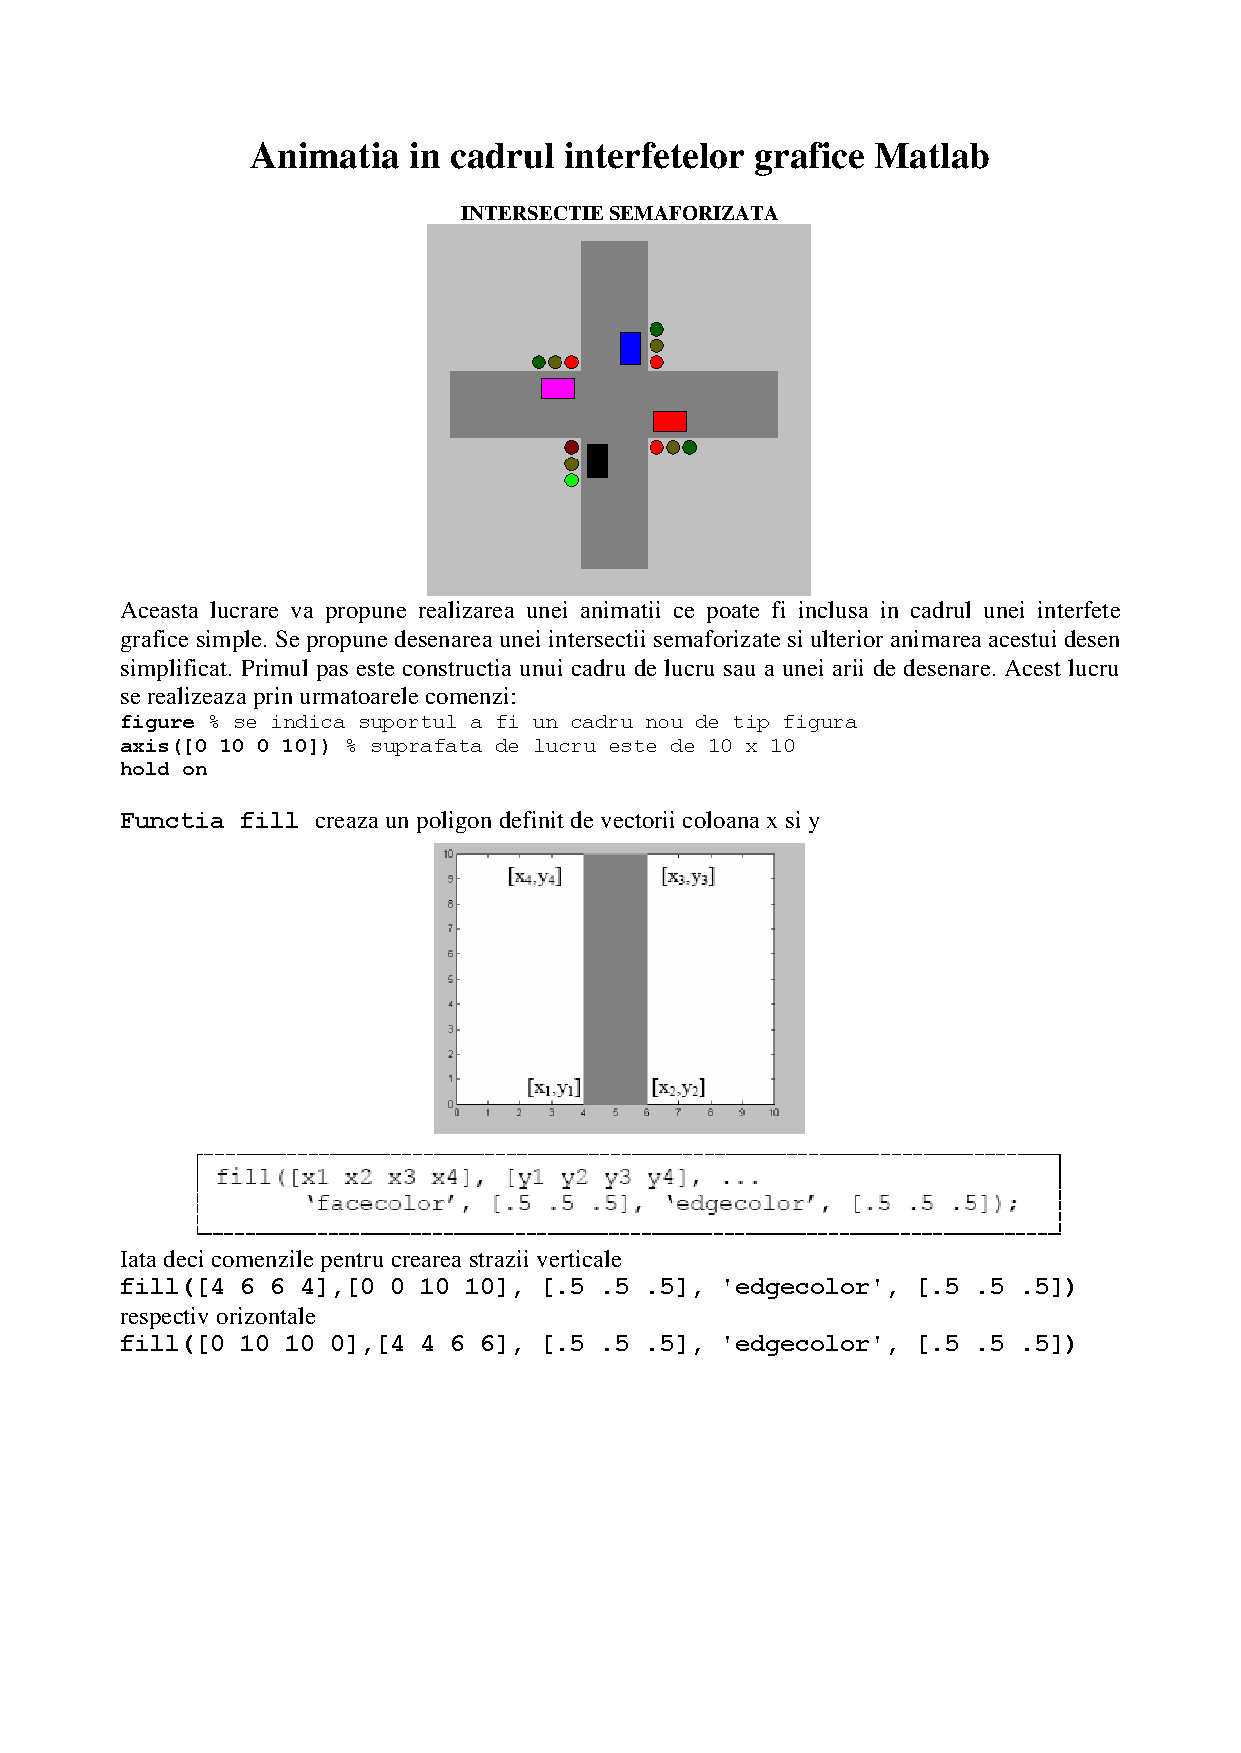 Animatia in cadrul interfetelor grafice Matlab
INTERSECTIE SEMAFORIZATA
Aceasta lucrare va propune realizarea unei animatii ce poate fi inclusa in cadrul unei interfete
grafice simple. Se propune desenarea unei intersectii semaforizate si ulterior animarea acestui desen
simplificat. Primul pas este constructia unui cadru de lucru sau a unei arii de desenare. Acest lucru
se realizeaza prin urmatoarele comenzi:
figure % se indica suportul a fi un cadru nou de tip figura
axis([0 10 0 10]) % suprafata de lucru este de 10 x 10
hold on
Functia fill creaza un poligon definit de vectorii coloana x si y
10
[x4,y4] [x3,y3]
9
8
7
6
5
4
3
2
1
[x1,y1] [x2,y2]
0
0 1 2 3 4 5 6 7 8 9 10
fill([x1 x2 x3 x4], [y1 y2 y3 y4], ...
‘facecolor’, [.5 .5 .5], ‘edgecolor’, [.5 .5 .5]);
Iata deci comenzile pentru crearea strazii verticale
fill([4 6 6 4],[0 0 10 10], [.5 .5 .5], 'edgecolor', [.5 .5 .5])
respectiv orizontale
fill([0 10 10 0],[4 4 6 6], [.5 .5 .5], 'edgecolor', [.5 .5 .5])